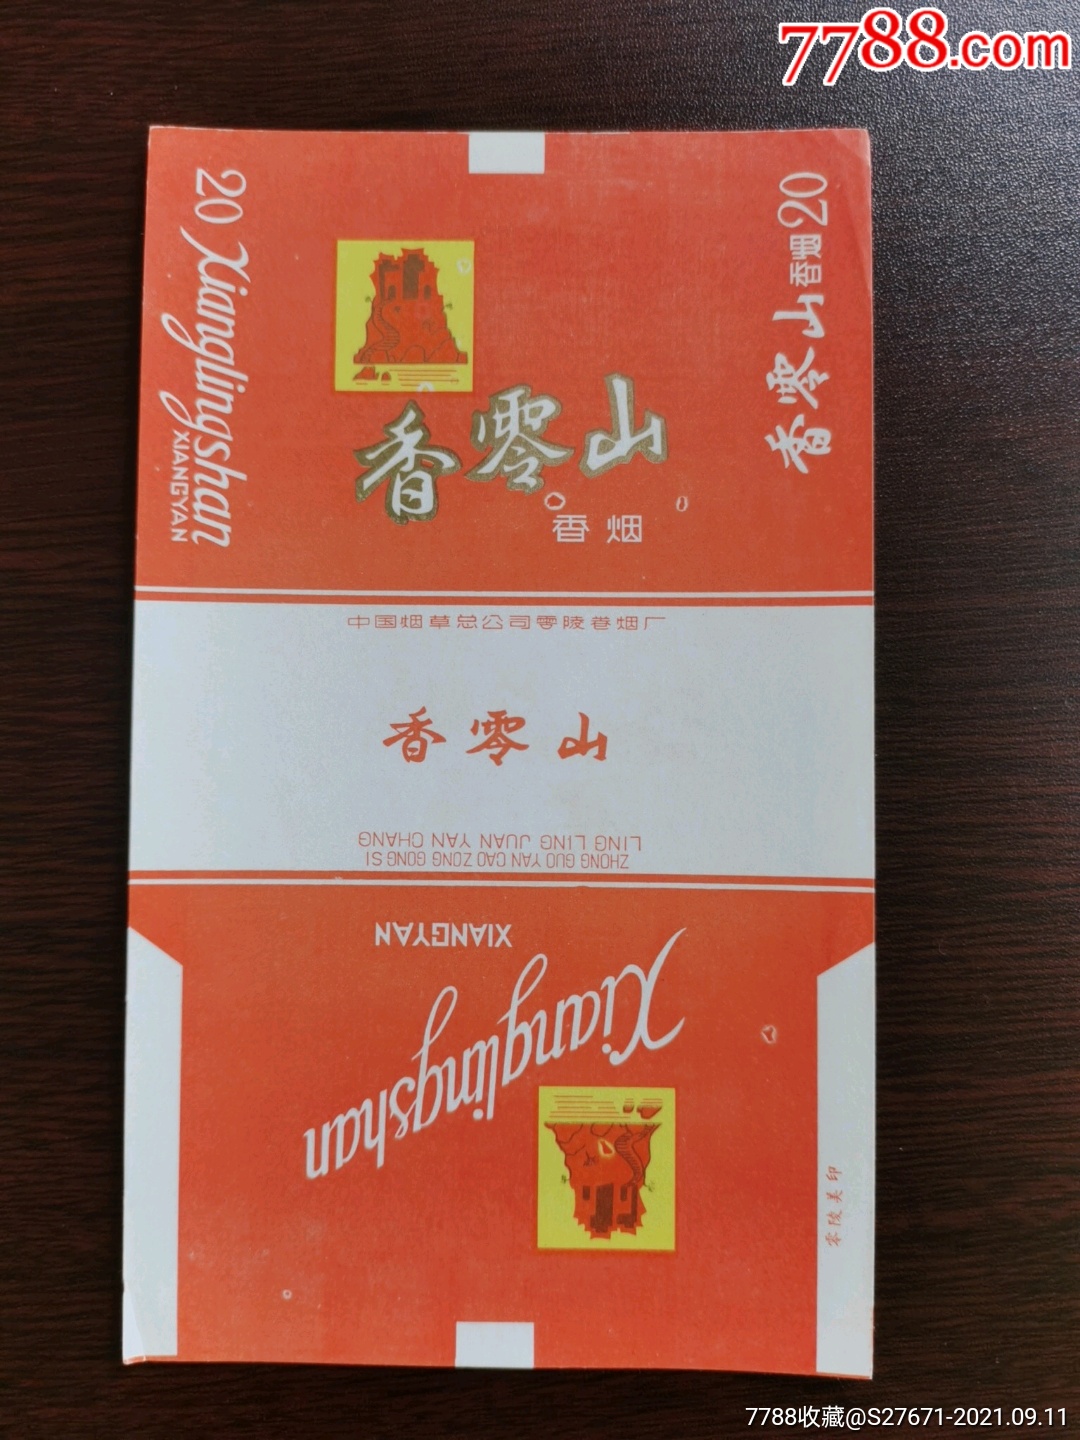 7788.com
20 Xianglingshan
XIANGYAN
香零山香烟20
香零山
香烟
中国烟草总公司零陵卷烟厂
香零山
ZHONG GUO YAN CAO ZONG GONG SI
LING LING JUAN YAN CHANG
XIANGYAN
Xianglingshan
零陵美印
7788收藏@S27671-2021.09.11